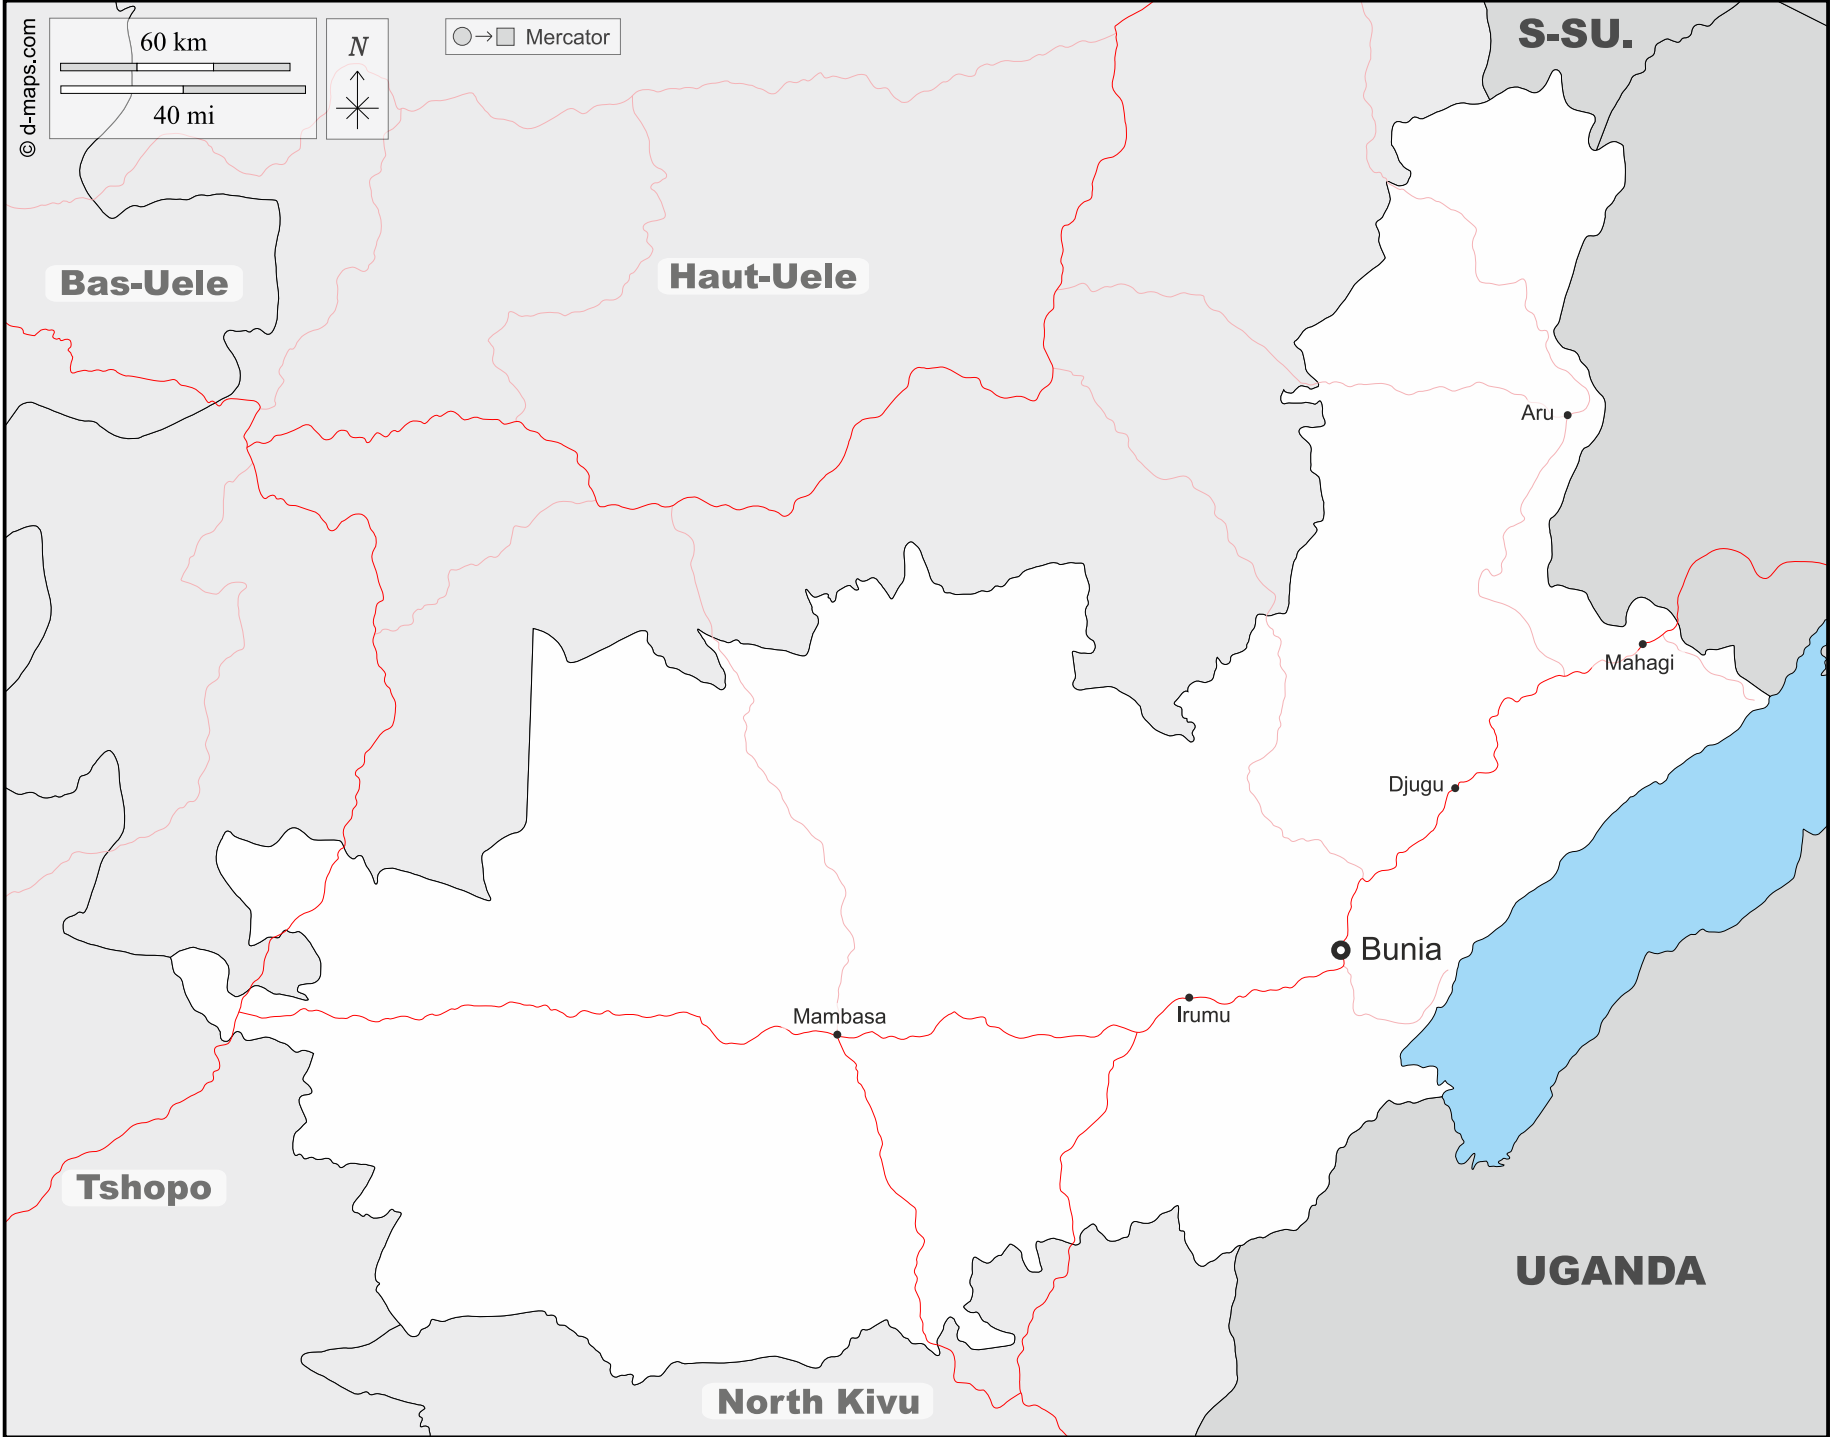 © d-maps.com
60 km
40 mi
N
Mercator
S-SU.
Bas-Uele
Haut-Uele
Aru
Mahagi
Djugu
Bunia
Irumu
Mambasa
Tshopo
UGANDA
North Kivu